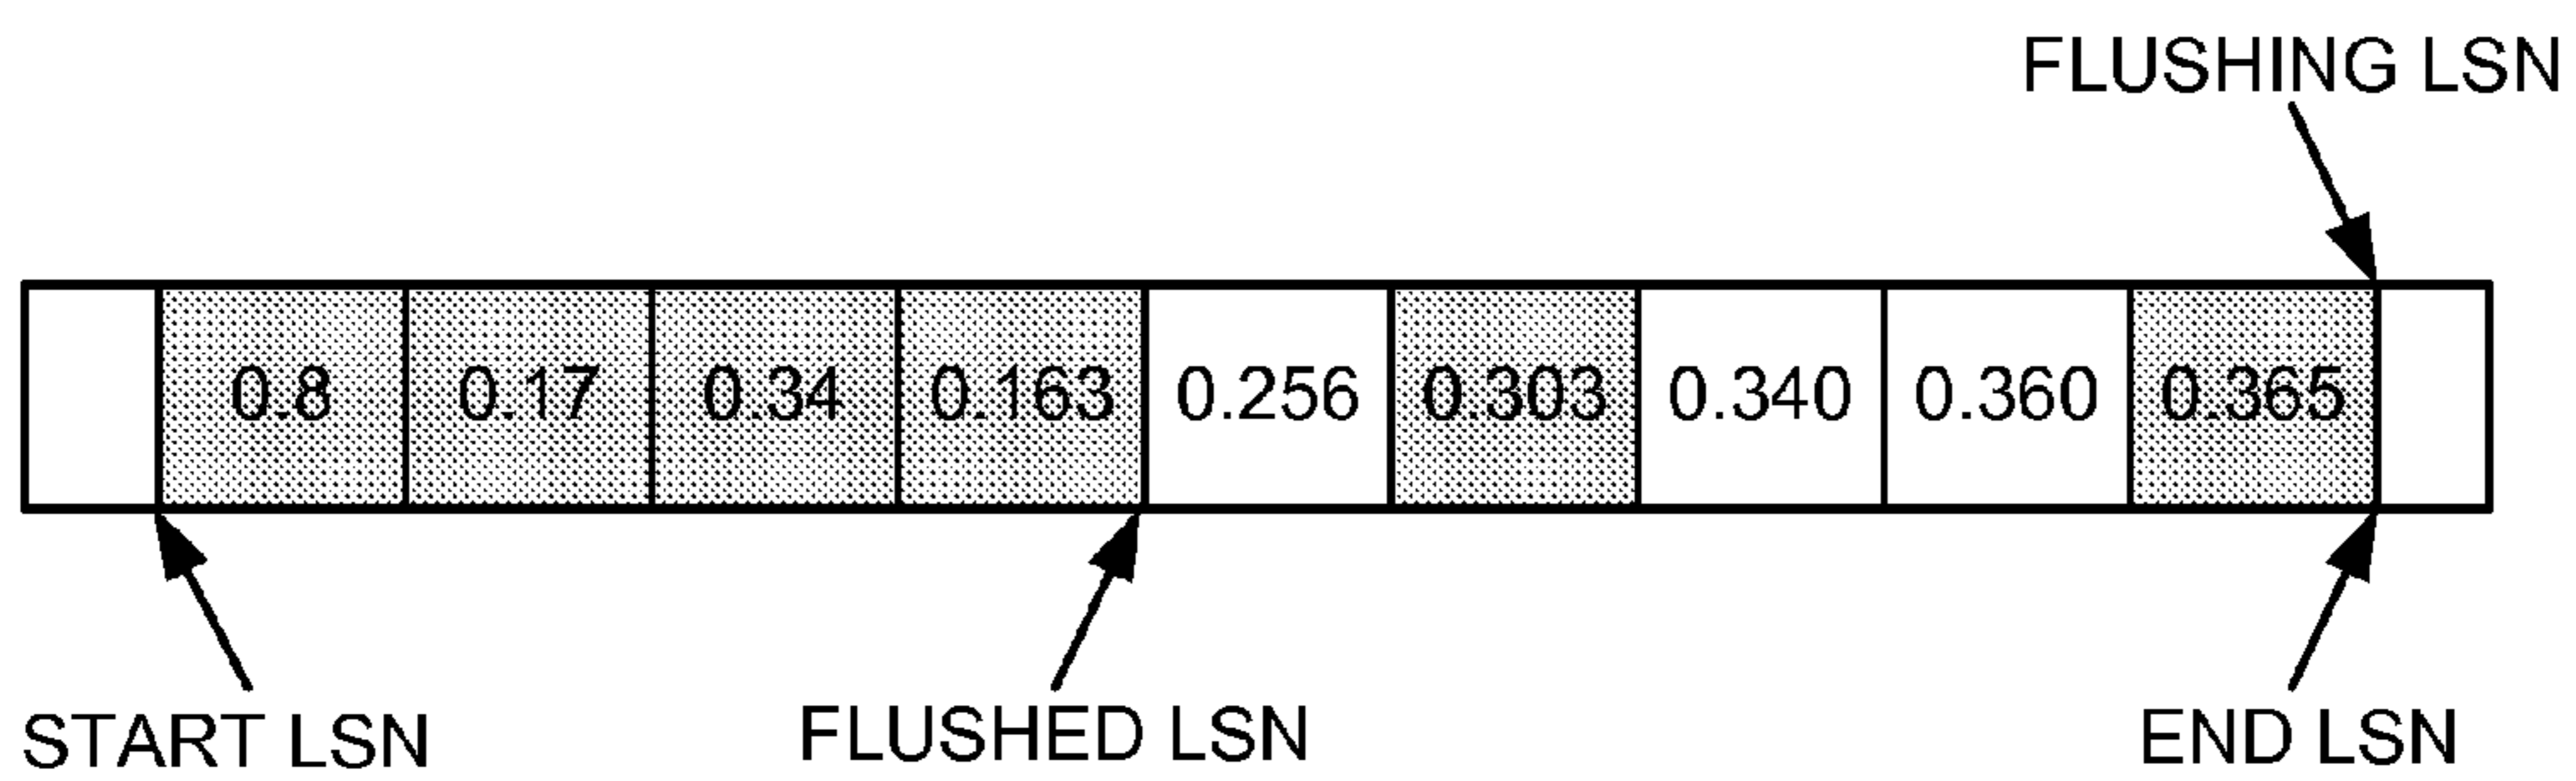 FLUSHING LSN
0.8 0.17 0.34 0.163 0.256 0.303 0.340 0.360 0.365
START LSN FLUSHED LSN END LSN